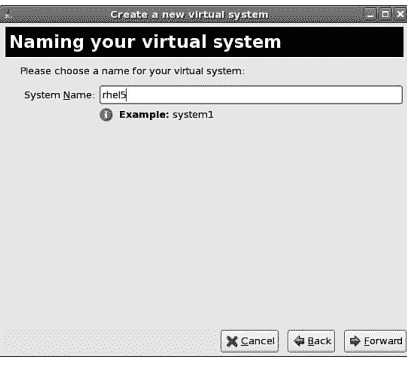 Create a new virtual system
Naming your virtual system
Please choose a name for your virtual system:
System Name: rhel5
Example: system1
Cancel Back Forward